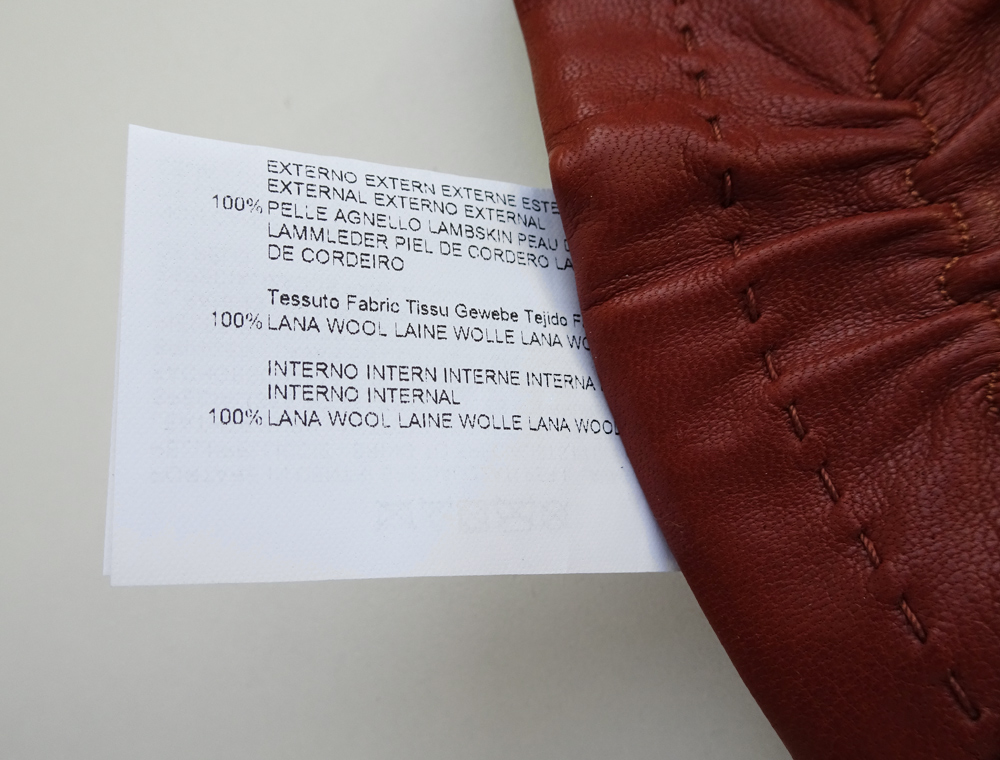 EXTERNO EXTERN EXTERNE
EXTERNAL EXTERNO EXTERNAL
100% PELLE AGNELLO LAMBSKIN PEAU
LAMMLEDER PIEL DE CORDERO
DE CORDEIRO
Tessuto Fabric Tissu Gewebe Tejido
100% LANA WOOL LAINE WOLLE LANA
INTERNO INTERN INTERNE INTERNA
INTERNO INTERNAL
100% LANA WOOL LAINE WOLLE LANA WOOL